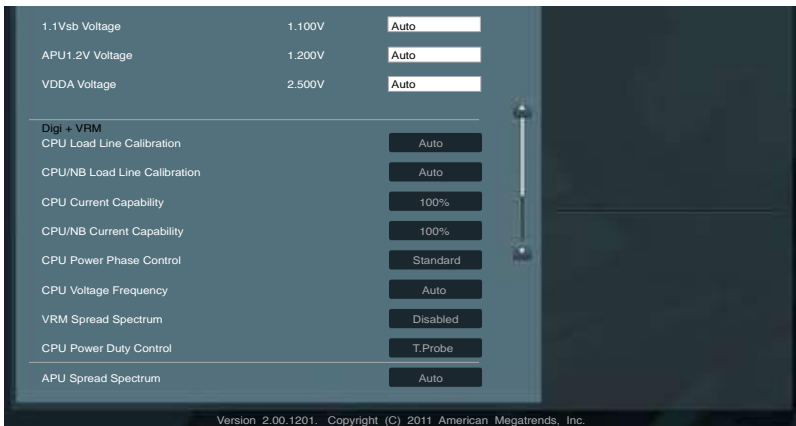 1.1Vsb Voltage 1.100V Auto
APU1.2V Voltage 1.200V Auto
VDDA Voltage 2.500V Auto
Digi + VRM
CPU Load Line Calibration Auto
CPU/NB Load Line Calibration Auto
CPU Current Capability 100%
CPU/NB Current Capability 100%
CPU Power Phase Control Standard
CPU Voltage Frequency Auto
VRM Spread Spectrum Disabled
CPU Power Duty Control T.Probe
APU Spread Spectrum Auto
Version 2.00.1201. Copyright (C) 2011 American Megatrends, Inc.